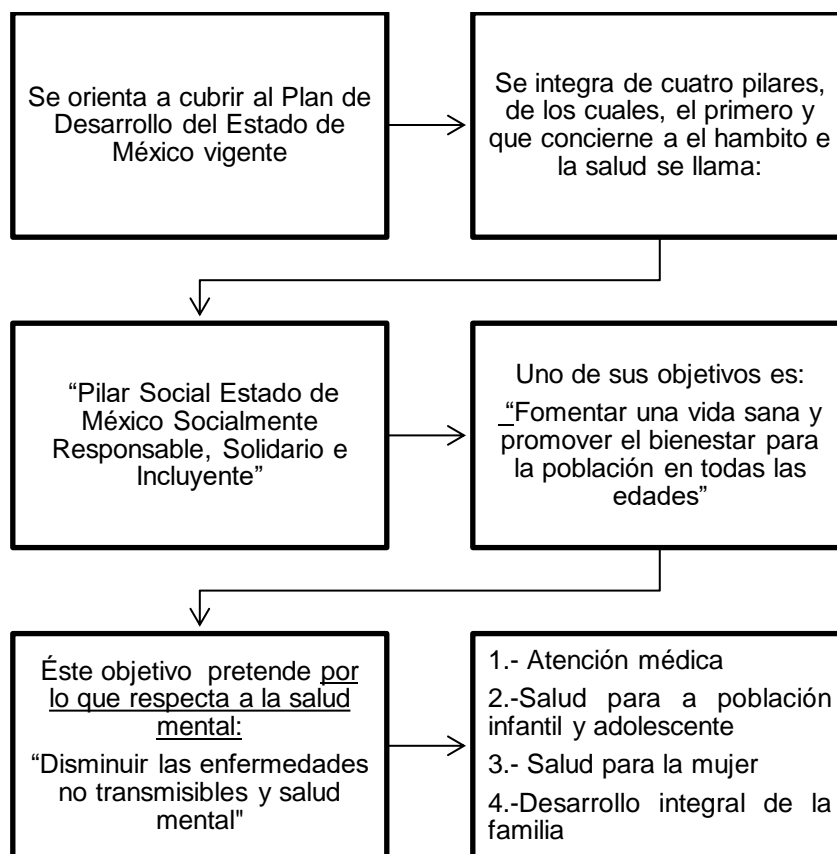 Se orienta a cubrir al Plan de
Desarrollo del Estado de
México vigente
Se integra de cuatro pilares,
de los cuales, el primero y
que concierne a el hambito e
la salud se llama:
“Pilar Social Estado de
México Socialmente
Responsable, Solidario e
Incluyente”
Uno de sus objetivos es:
“Fomentar una vida sana y
promover el bienestar para
la población en todas las
edades”
Éste objetivo pretende por
lo que respecta a la salud
mental:
“Disminuir las enfermedades
no transmisibles y salud
mental"
1.- Atención médica
2.-Salud para a población
infantil y adolescente
3.- Salud para la mujer
4.-Desarrollo integral de la
familia